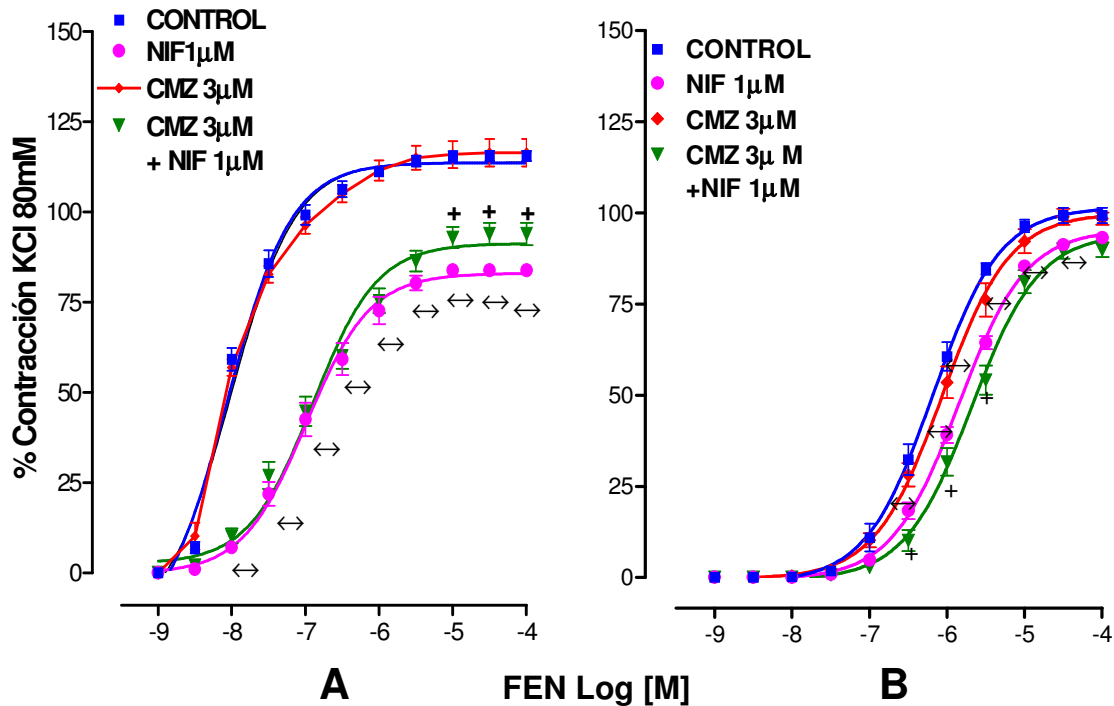 CONTROL
NIF1μM
CMZ 3μM
CMZ 3μM
+ NIF 1μM
150
125
100
75
50
25
0
% Contracción KCl 80mM
+ + +
-9 -8 -7 -6 -5 -4
A
CONTROL
NIF 1μM
CMZ 3μM
CMZ 3μ M
+NIF 1μM
150
125
100
75
50
25
0
+
+
+
-9 -8 -7 -6 -5 -4
B
FEN Log [M]